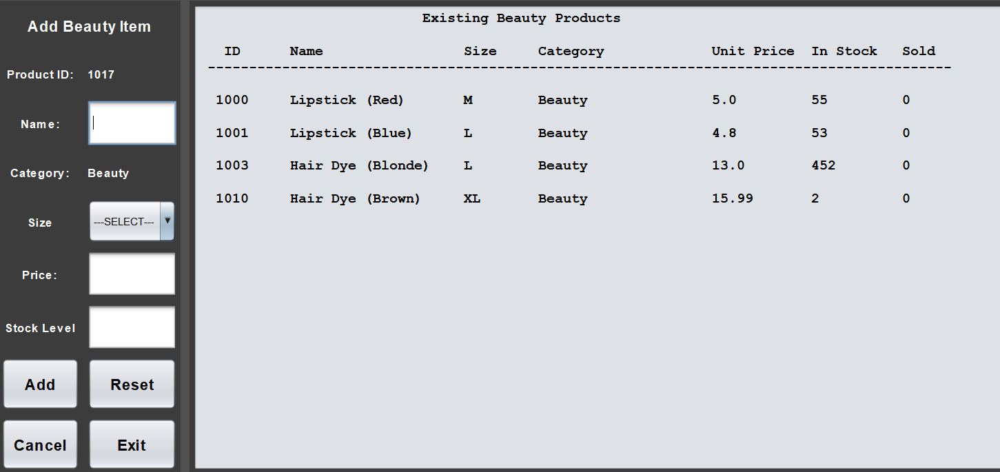 Add Beauty Item
Product ID: 1017
Name:
Category: Beauty
Size ---SELECT---
Price:
Stock Level
Add Reset
Cancel Exit
Existing Beauty Products
ID Name Size Category Unit Price In Stock Sold
------------------------------------------------------------------------------------------
1000 Lipstick (Red) M Beauty 5.0 55 0
1001 Lipstick (Blue) L Beauty 4.8 53 0
1003 Hair Dye (Blonde) L Beauty 13.0 452 0
1010 Hair Dye (Brown) XL Beauty 15.99 2 0